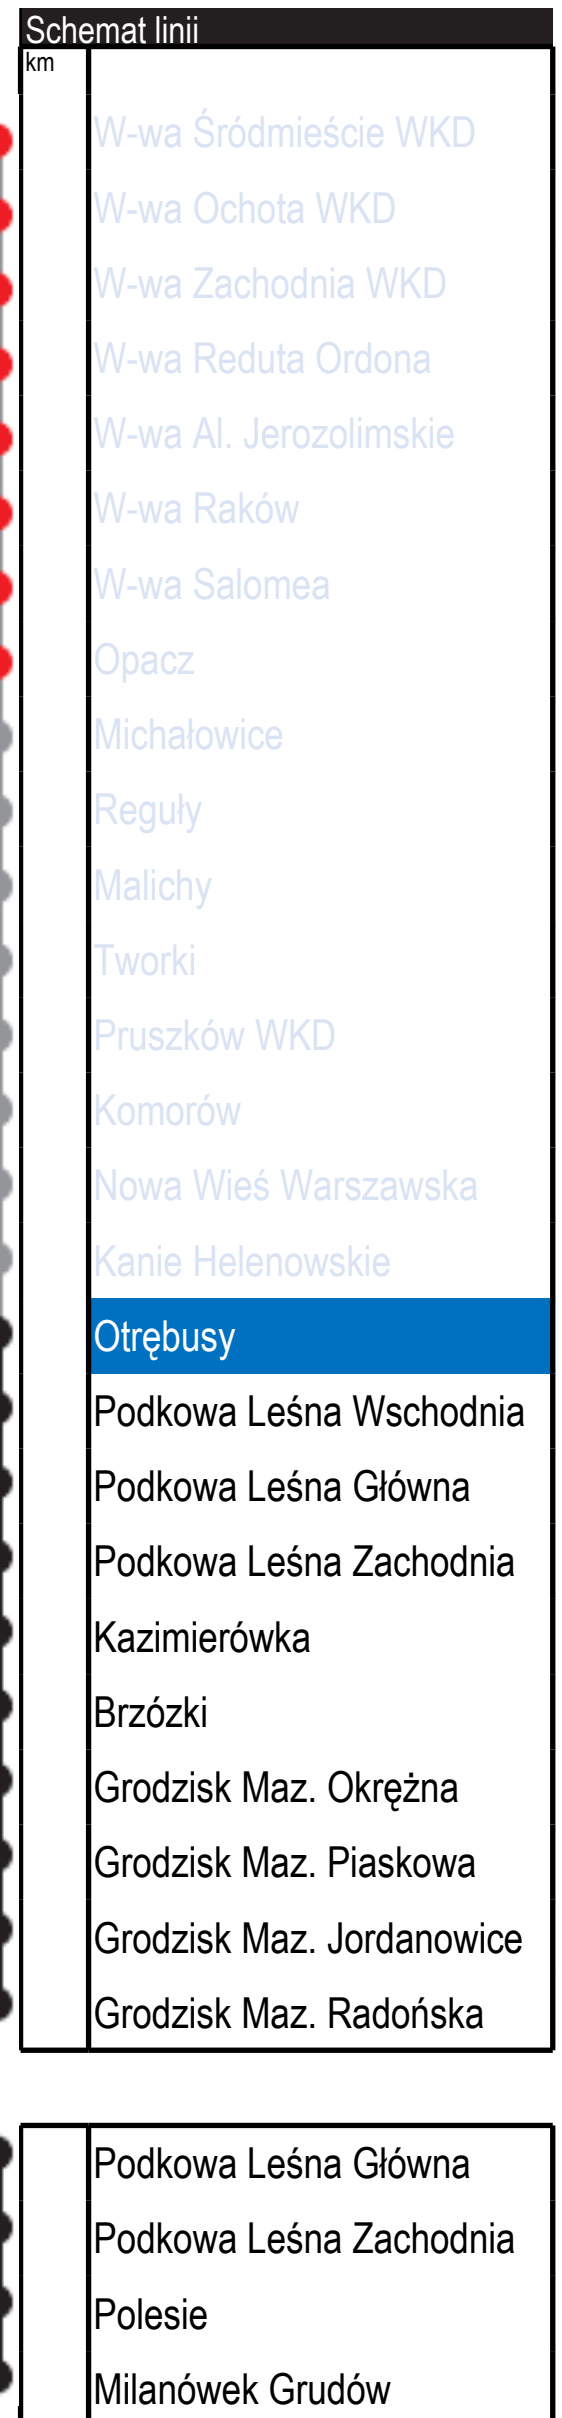 Schemat linii
km
W-wa Śródmieście WKD
W-wa Ochota WKD
W-wa Zachodnia WKD
W-wa Reduta Ordona
W-wa Al. Jerozolimskie
W-wa Raków
W-wa Salomea
Opacz
Michałowice
Reguły
Malichy
Tworki
Pruszków WKD
Komorów
Nowa Wieś Warszawska
Kanie Helenowskie
Otrębusy
Podkowa Leśna Wschodnia
Podkowa Leśna Główna
Podkowa Leśna Zachodnia
Kazimierówka
Brzózki
Grodzisk Maz. Okrężna
Grodzisk Maz. Piaskowa
Grodzisk Maz. Jordanowice
Grodzisk Maz. Radońska
Podkowa Leśna Główna
Podkowa Leśna Zachodnia
Polesie
Milanówek Grudów